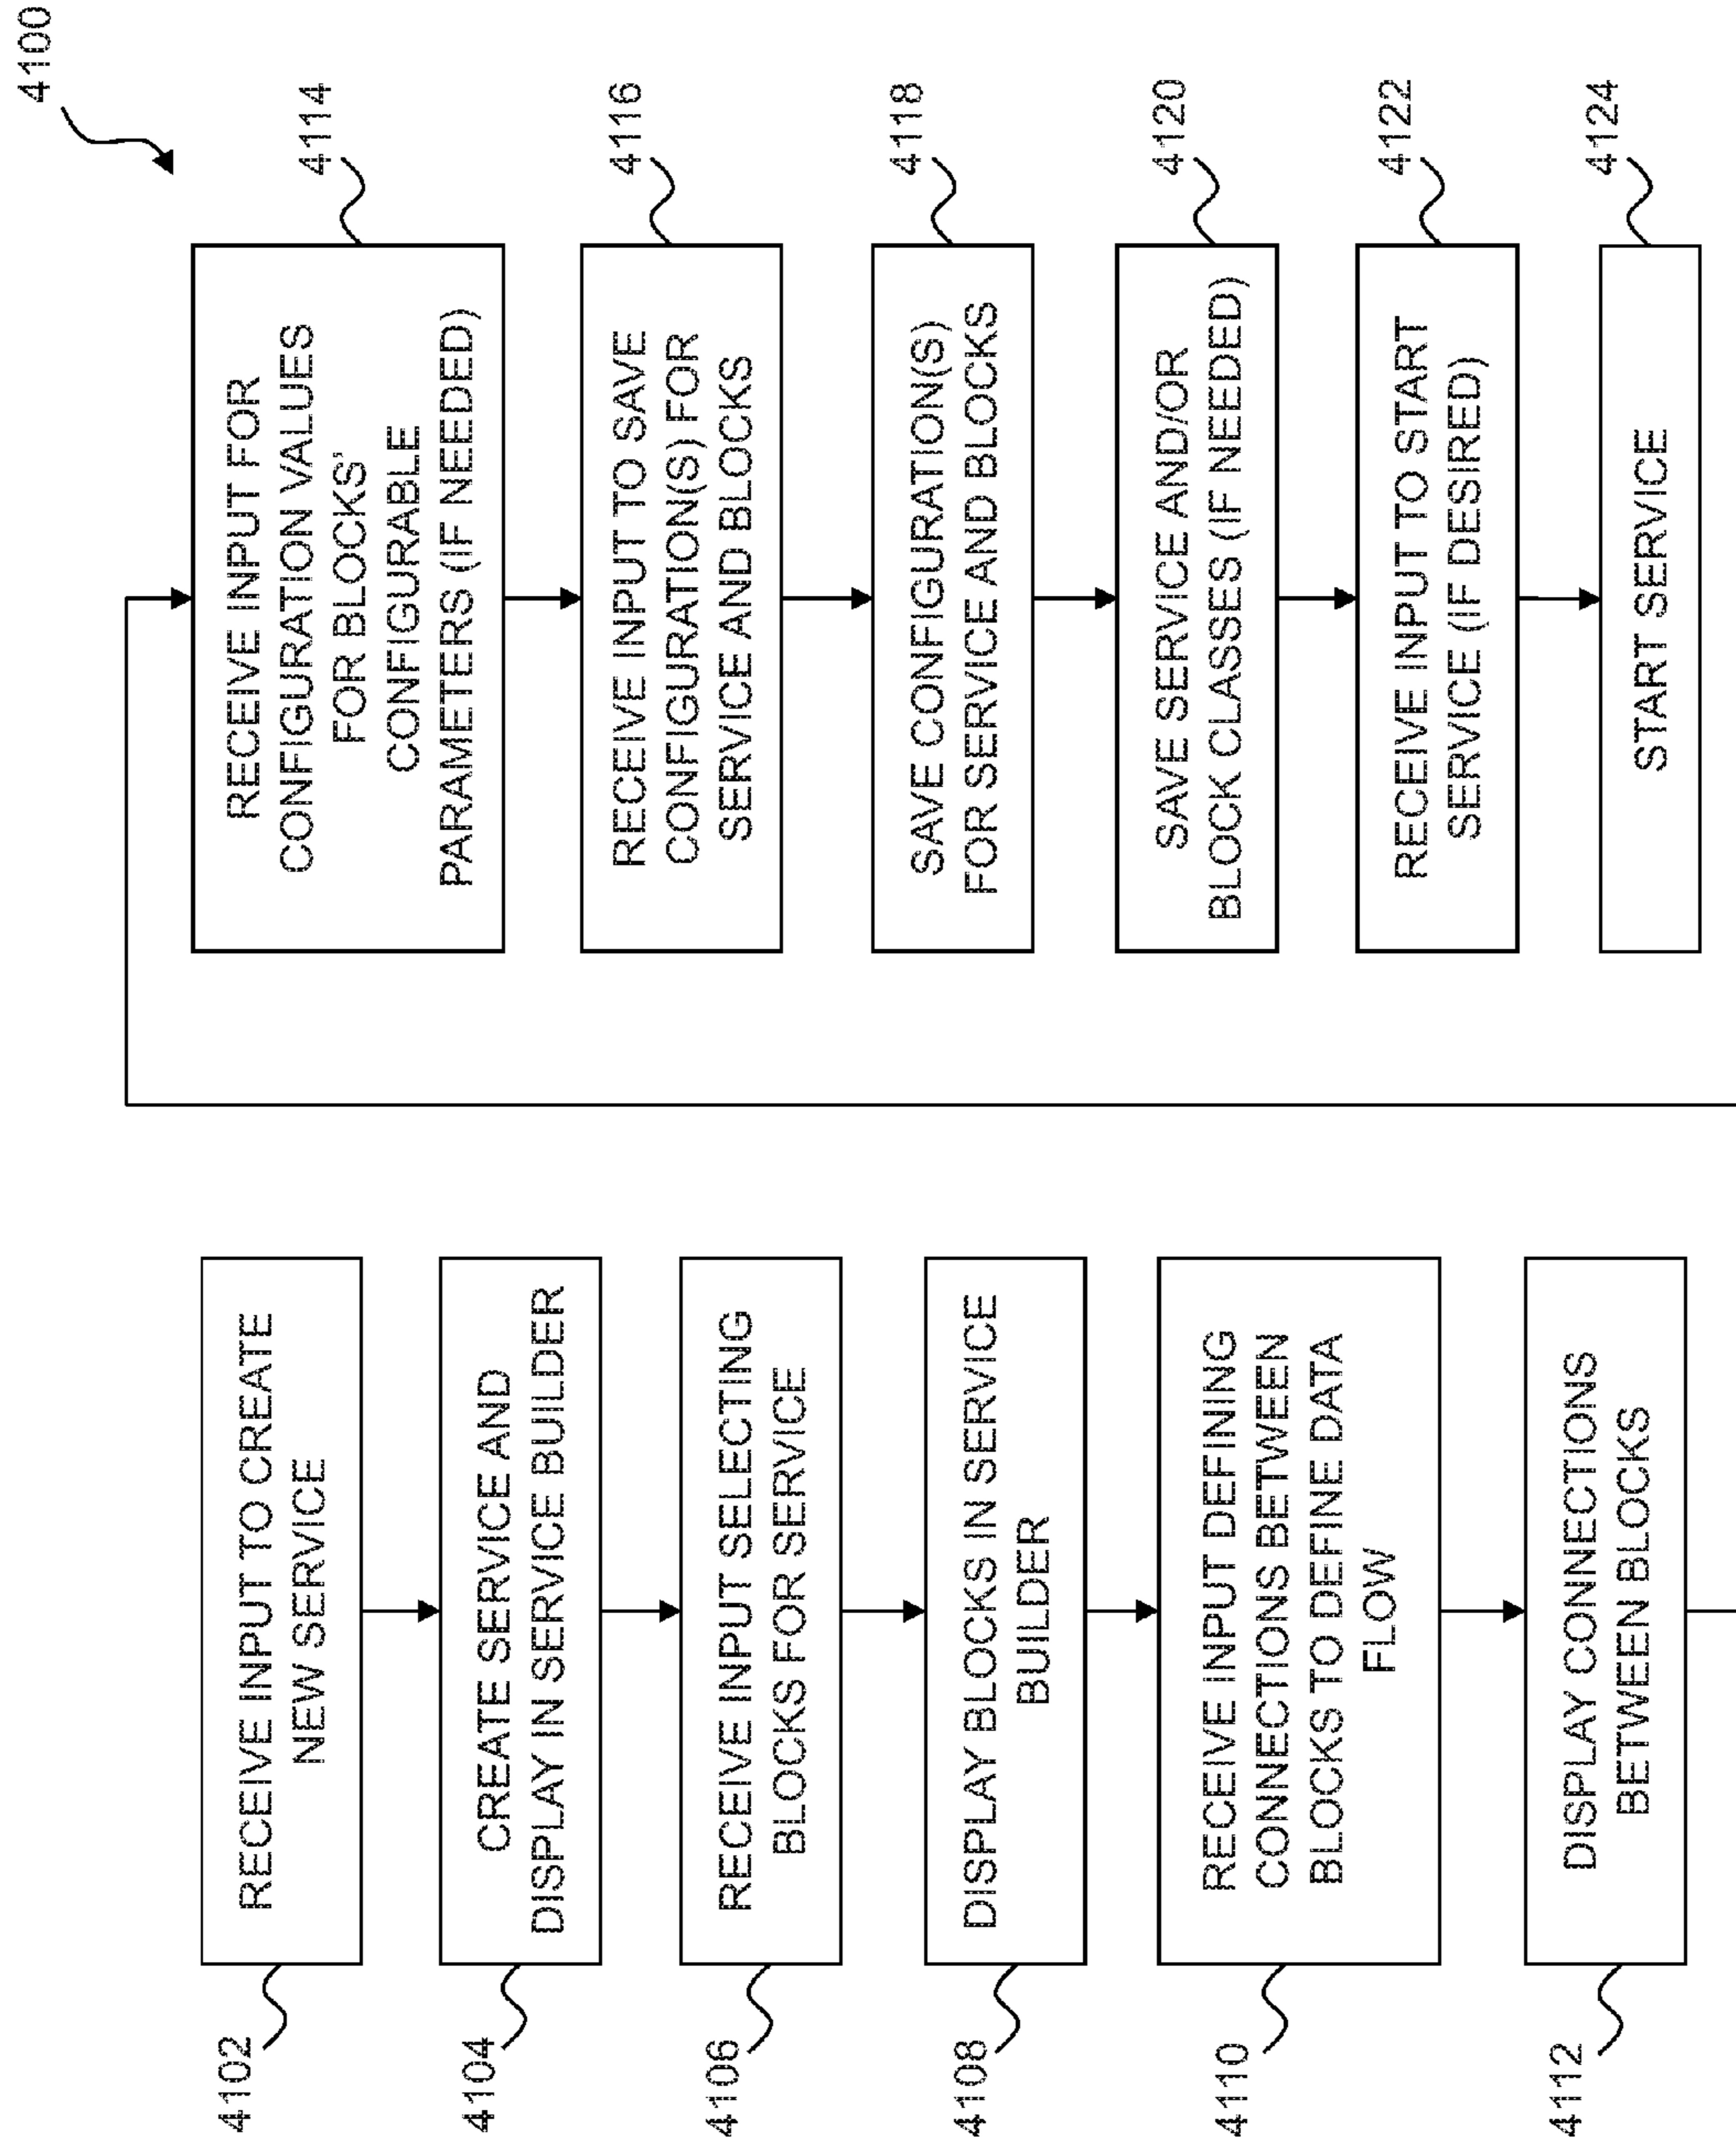 4100
4102
RECEIVE INPUT TO CREATE
NEW SERVICE
4104
CREATE SERVICE AND
DISPLAY IN SERVICE BUILDER
4106
RECEIVE INPUT SELECTING
BLOCKS FOR SERVICE
4108
DISPLAY BLOCKS IN SERVICE
BUILDER
4110
RECEIVE INPUT DEFINING
CONNECTIONS BETWEEN
BLOCKS TO DEFINE DATA
FLOW
4112
DISPLAY CONNECTIONS
BETWEEN BLOCKS
4114
RECEIVE INPUT FOR
CONFIGURATION VALUES
FOR BLOCKS'
CONFIGURABLE
PARAMETERS (IF NEEDED)
4116
RECEIVE INPUT TO SAVE
CONFIGURATION(S) FOR
SERVICE AND BLOCKS
4118
SAVE CONFIGURATION(S)
FOR SERVICE AND BLOCKS
4120
SAVE SERVICE AND/OR
BLOCK CLASSES (IF NEEDED)
4122
RECEIVE INPUT TO START
SERVICE (IF DESIRED)
4124
START SERVICE